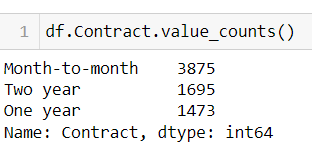 1 df.Contract.value_counts()
Month-to-month 3875
Two year 1695
One year 1473
Name: Contract, dtype: int64